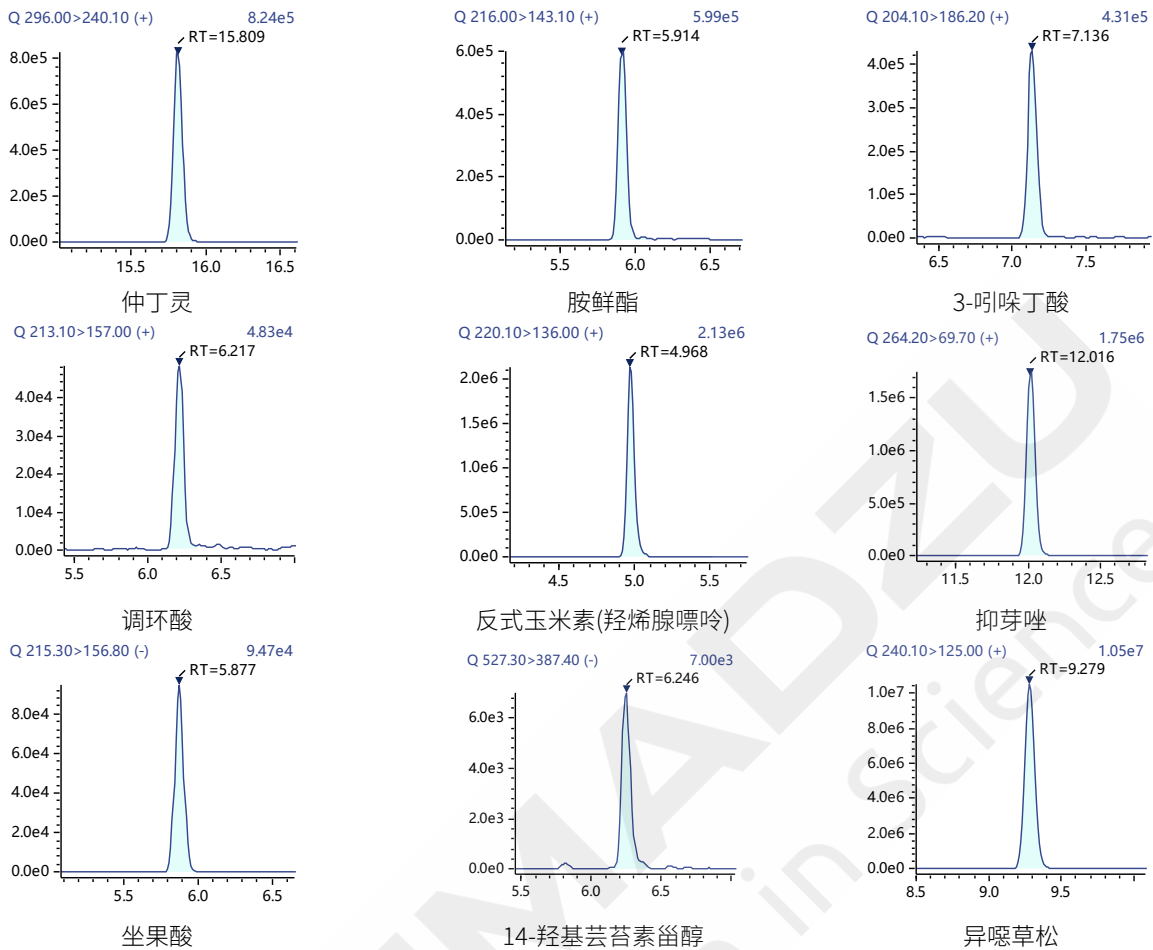 Q 296.00>240.10 (+) 8.24e5
RT=15.809
8.0e5
6.0e5
4.0e5
2.0e5
0.0e0
15.5 16.0 16.5
仲丁灵
Q 216.00>143.10 (+) 5.99e5
RT=5.914
6.0e5
4.0e5
2.0e5
0.0e0
5.5 6.0 6.5
胺鲜酯
Q 204.10>186.20 (+) 4.31e5
RT=7.136
4.0e5
3.0e5
2.0e5
1.0e5
0.0e0
6.5 7.0 7.5
3-吲哚丁酸
Q 213.10>157.00 (+) 4.83e4
RT=6.217
4.0e4
3.0e4
2.0e4
1.0e4
0.0e0
5.5 6.0 6.5
调环酸
Q 220.10>136.00 (+) 2.13e6
RT=4.968
2.0e6
1.5e6
1.0e6
5.0e5
0.0e0
4.5 5.0 5.5
反式玉米素(羟烯腺嘌呤)
Q 264.20>69.70 (+) 1.75e6
RT=12.016
1.5e6
1.0e6
5.0e5
0.0e0
11.5 12.0 12.5
抑芽唑
Q 215.30>156.80 (-) 9.47e4
RT=5.877
8.0e4
6.0e4
4.0e4
2.0e4
0.0e0
5.5 6.0 6.5
坐果酸
Q 527.30>387.40 (-) 7.00e3
RT=6.246
6.0e3
4.0e3
2.0e3
0.0e0
5.5 6.0 6.5
14-羟基芸苔素甾醇
Q 240.10>125.00 (+) 1.05e7
RT=9.279
1.0e7
8.0e6
6.0e6
4.0e6
2.0e6
0.0e0
8.5 9.0 9.5
异噁草松
IMADZU
in Science